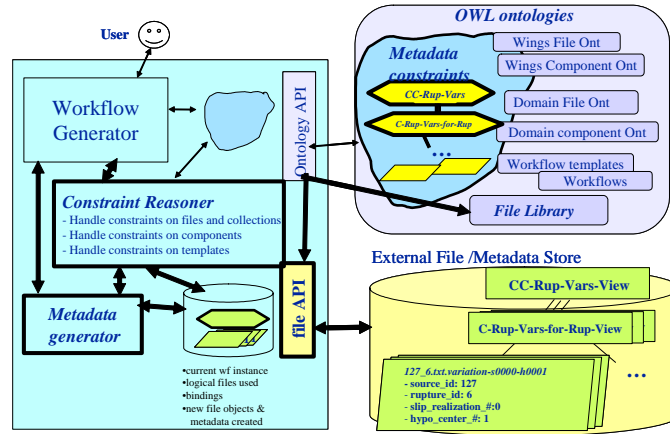 User
Workflow
Generator
Ontology API
Constraint Reasoner
- Handle constraints on files and collections
- Handle constraints on components
- Handle constraints on templates
Metadata
generator
file API
•current wf instance
•logical files used
•bindings
•new file objects &
metadata created
OWL ontologies
Metadata
constraints
CC-Rup-Vars
C-Rup-Vars-for-Rup
...
Wings File Ont
Wings Component Ont
Domain File Ont
Domain component Ont
Workflow templates
Workflows
File Library
External File /Metadata Store
CC-Rup-Vars-View
C-Rup-Vars-for-Rup-View
127_6.txt.variation-s0000-h0001
- source_id: 127
- rupture_id: 6
- slip_realization_#:0
- hypo_center_#: 1
...